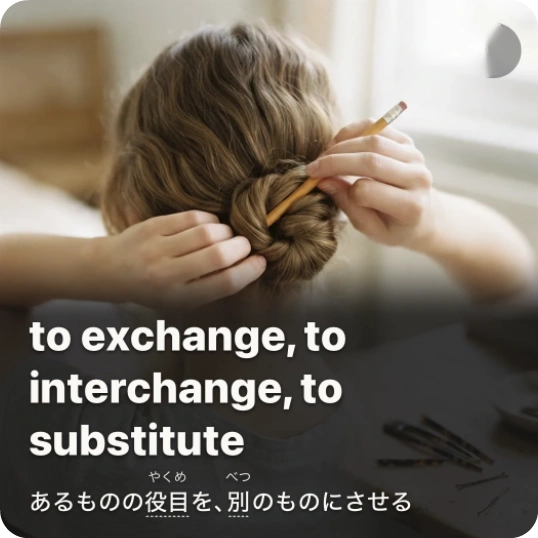 to exchange, to
interchange, to
substitute
やくめ べつ
あるものの役目を、別のものにさせる